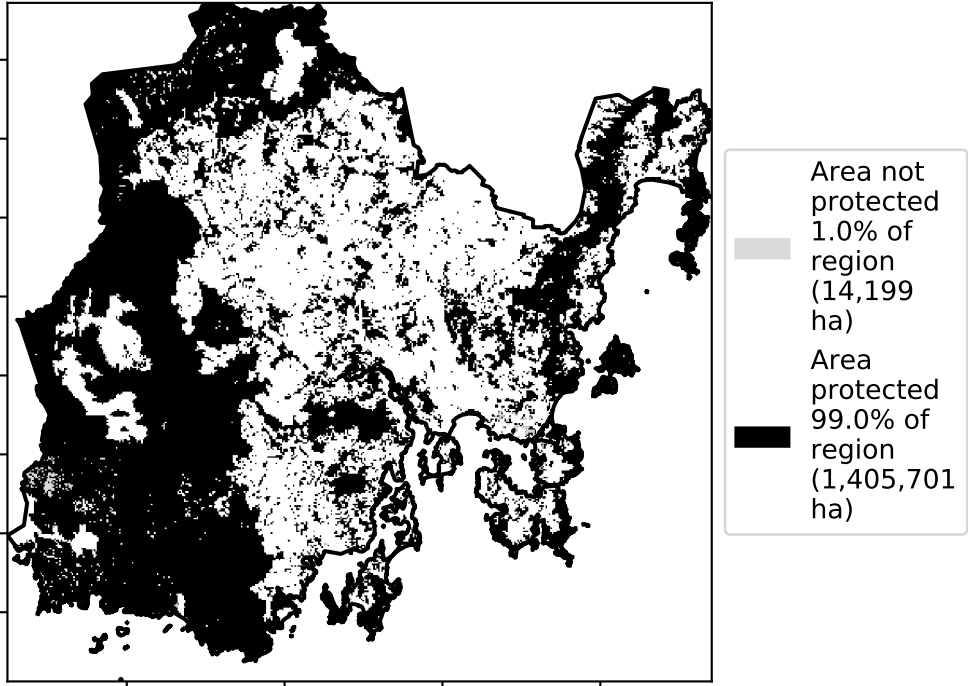 Area not
protected
1.0% of
region
(14,199
ha)
Area
protected
99.0% of
region
(1,405,701
ha)